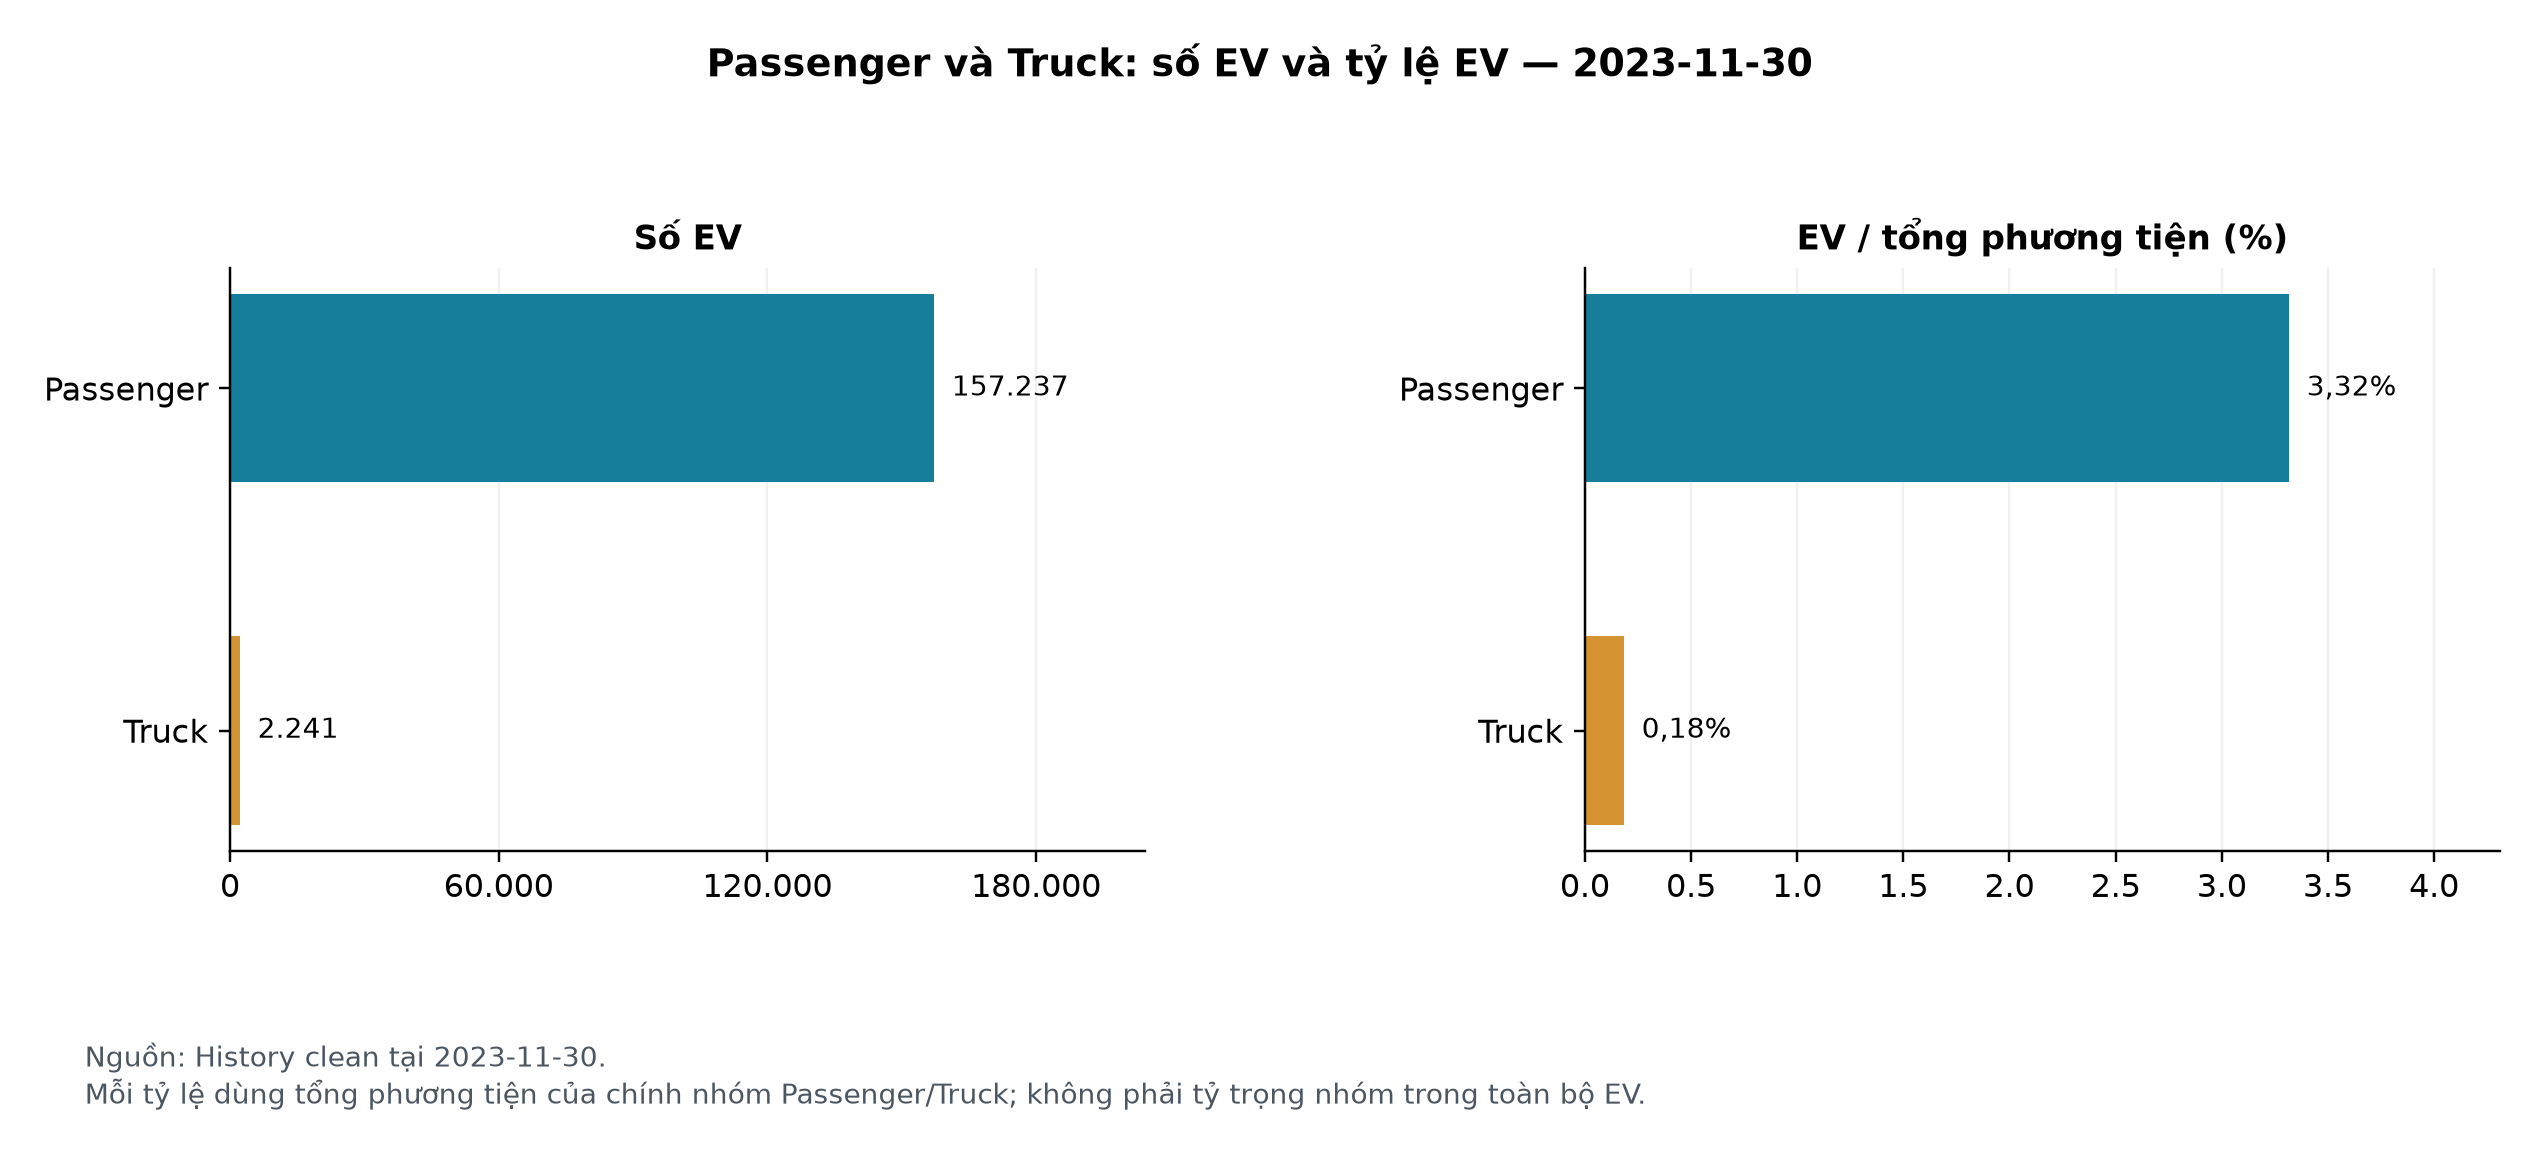 Passenger và Truck: số EV và tỷ lệ EV — 2023-11-30
Số EV
Passenger
157.237
Truck
2.241
0 60.000 120.000 180.000
EV / tổng phương tiện (%)
Passenger
3,32%
Truck
0,18%
0.0 0.5 1.0 1.5 2.0 2.5 3.0 3.5 4.0
Nguồn: History clean tại 2023-11-30.
Mỗi tỷ lệ dùng tổng phương tiện của chính nhóm Passenger/Truck; không phải tỷ trọng nhóm trong toàn bộ EV.